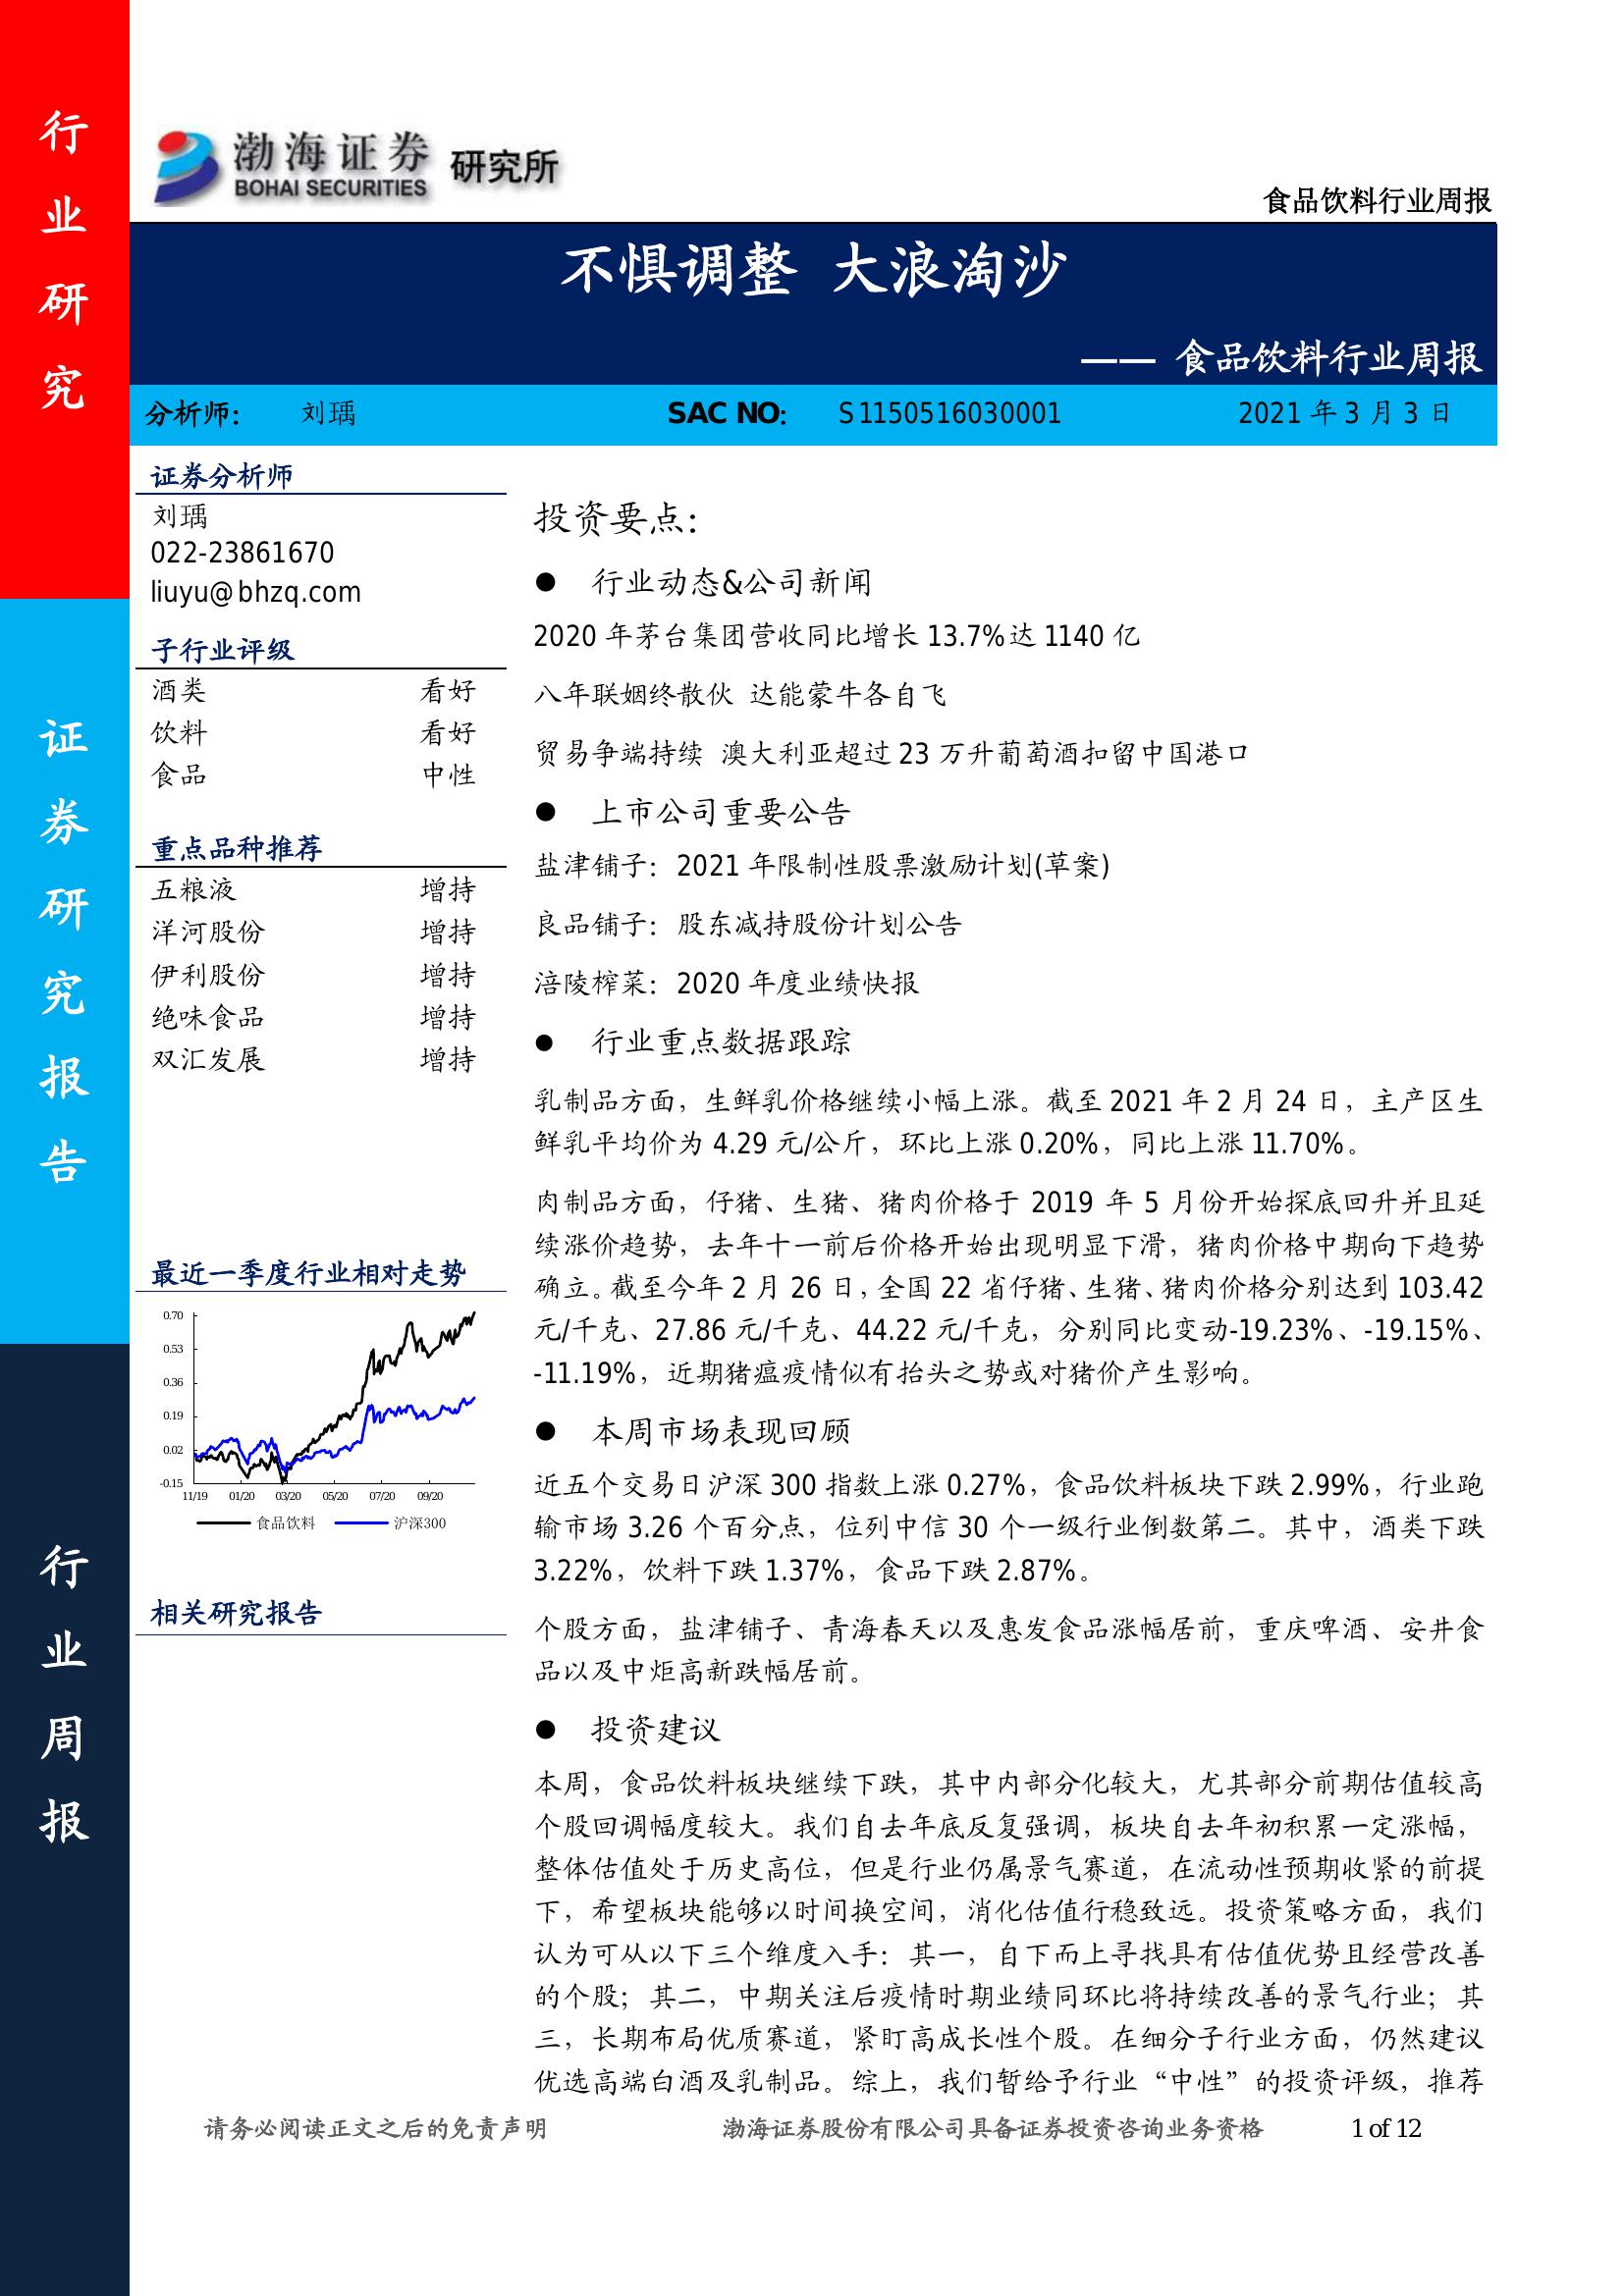 行
业
研
究
证
券
研
究
报
告
行
业
周
报
渤海证券 研究所
BOHAI SECURITIES
食品饮料行业周报
不惧调整 大浪淘沙
—— 食品饮料行业周报
分析师： 刘瑀 SAC NO： S1150516030001 2021 年 3 月 3 日
证券分析师
刘瑀
022-23861670
liuyu@bhzq.com
子行业评级
酒类 看好
饮料 看好
食品 中性
重点品种推荐
五粮液 增持
洋河股份 增持
伊利股份 增持
绝味食品 增持
双汇发展 增持
最近一季度行业相对走势
0.70
0.53
0.36
0.19
0.02
-0.15
11/19 01/20 03/20 05/20 07/20 09/20
食品饮料 沪深300
相关研究报告
投资要点：
● 行业动态&公司新闻
2020 年茅台集团营收同比增长 13.7%达 1140 亿
八年联姻终散伙 达能蒙牛各自飞
贸易争端持续 澳大利亚超过 23 万升葡萄酒扣留中国港口
● 上市公司重要公告
盐津铺子：2021 年限制性股票激励计划(草案)
良品铺子：股东减持股份计划公告
涪陵榨菜：2020 年度业绩快报
● 行业重点数据跟踪
乳制品方面，生鲜乳价格继续小幅上涨。截至 2021 年 2 月 24 日，主产区生
鲜乳平均价为 4.29 元/公斤，环比上涨 0.20%，同比上涨 11.70%。
肉制品方面，仔猪、生猪、猪肉价格于 2019 年 5 月份开始探底回升并且延
续涨价趋势，去年十一前后价格开始出现明显下滑，猪肉价格中期向下趋势
确立。截至今年 2 月 26 日，全国 22 省仔猪、生猪、猪肉价格分别达到 103.42
元/千克、27.86 元/千克、44.22 元/千克，分别同比变动-19.23%、-19.15%、
-11.19%，近期猪瘟疫情似有抬头之势或对猪价产生影响。
● 本周市场表现回顾
近五个交易日沪深 300 指数上涨 0.27%，食品饮料板块下跌 2.99%，行业跑
输市场 3.26 个百分点，位列中信 30 个一级行业倒数第二。其中，酒类下跌
3.22%，饮料下跌 1.37%，食品下跌 2.87%。
个股方面，盐津铺子、青海春天以及惠发食品涨幅居前，重庆啤酒、安井食
品以及中炬高新跌幅居前。
● 投资建议
本周，食品饮料板块继续下跌，其中内部分化较大，尤其部分前期估值较高
个股回调幅度较大。我们自去年底反复强调，板块自去年初积累一定涨幅，
整体估值处于历史高位，但是行业仍属景气赛道，在流动性预期收紧的前提
下，希望板块能够以时间换空间，消化估值行稳致远。投资策略方面，我们
认为可从以下三个维度入手：其一，自下而上寻找具有估值优势且经营改善
的个股；其二，中期关注后疫情时期业绩同环比将持续改善的景气行业；其
三，长期布局优质赛道，紧盯高成长性个股。在细分子行业方面，仍然建议
优选高端白酒及乳制品。综上，我们暂给予行业“中性”的投资评级，推荐
请务必阅读正文之后的免责声明 渤海证券股份有限公司具备证券投资咨询业务资格 1 of 12